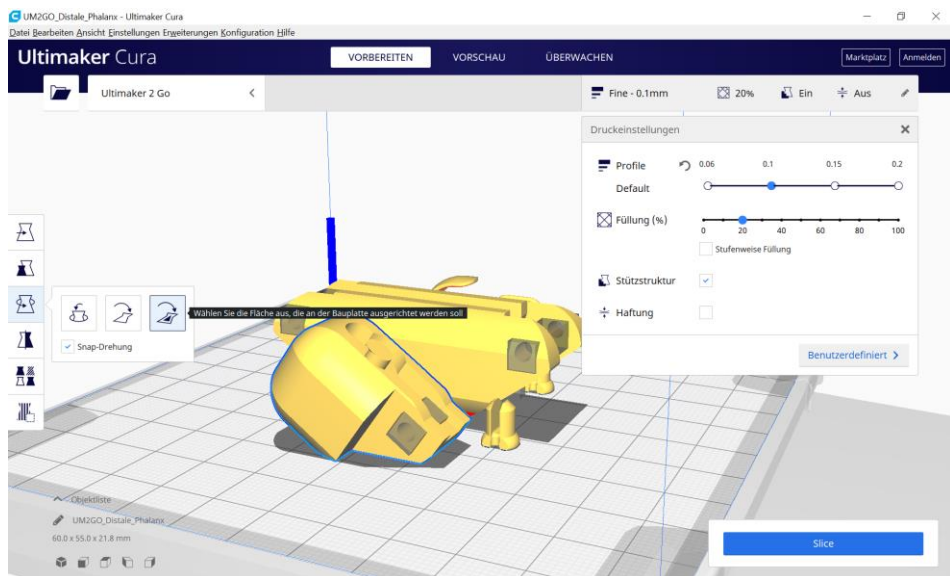 UM2GO_Distale_Phalanx - Ultimaker Cura
Datei Bearbeiten Ansicht Einstellungen Erweiterungen Konfiguration Hilfe
Ultimaker Cura
VORBEREITEN
VORSCHAU
ÜBERWACHEN
Marktplatz
Anmelden
Ultimaker 2 Go
Fine - 0.1mm
20%
Ein
Aus
Druckeinstellungen
Profile
0.06 0.1 0.15 0.2
Default
Füllung (%)
0 20 40 60 80 100
Stufenweise Füllung
Stützstruktur
Haftung
Benutzerdefiniert
Wählen Sie die Fläche aus, die an der Bauplatte ausgerichtet werden soll
Snap-Drehung
Objektliste
UM2GO_Distale_Phalanx
60.0 x 55.0 x 21.8 mm
Slice